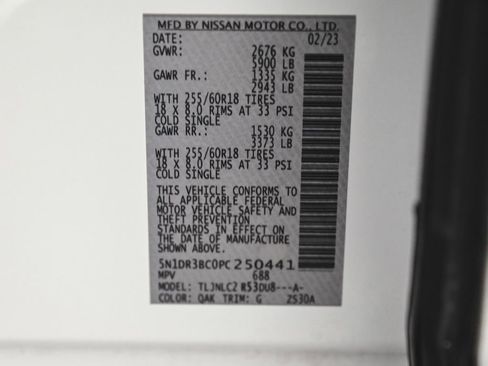 MFD BY NISSAN MOTOR CO., LTD.
DATE: 02/23
GVWR: 2676 KG
5900 LB
GAWR FR.: 1335 KG
2943 LB
WITH 255/60R18 TIRES
18 X 8.0 RIMS AT 33 PSI
COLD SINGLE
GAWR RR.: 1530 KG
3373 LB
WITH 255/60R18 TIRES
18 X 8.0 RIMS AT 33 PSI
COLD SINGLE
THIS VEHICLE CONFORMS TO
ALL APPLICABLE FEDERAL
MOTOR VEHICLE SAFETY AND
THEFT PREVENTION
STANDARDS IN EFFECT ON
THE DATE OF MANUFACTURE
SHOWN ABOVE.
5N1DR3BC0PC250441
MPV 688
MODEL: TLJNLC2 R53DU8---A-
COLOR: QAK TRIM: G 2530A